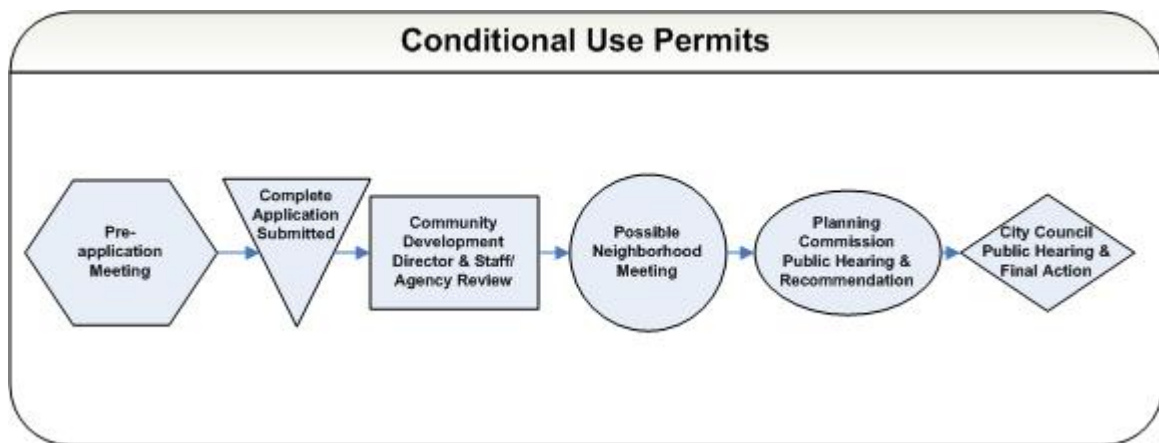 Conditional Use Permits
Pre-
application
Meeting
Complete
Application
Submitted
Community
Development
Director & Staff/
Agency Review
Possible
Neighborhood
Meeting
Planning
Commission
Public Hearing &
Recommendation
City Council
Public Hearing &
Final Action